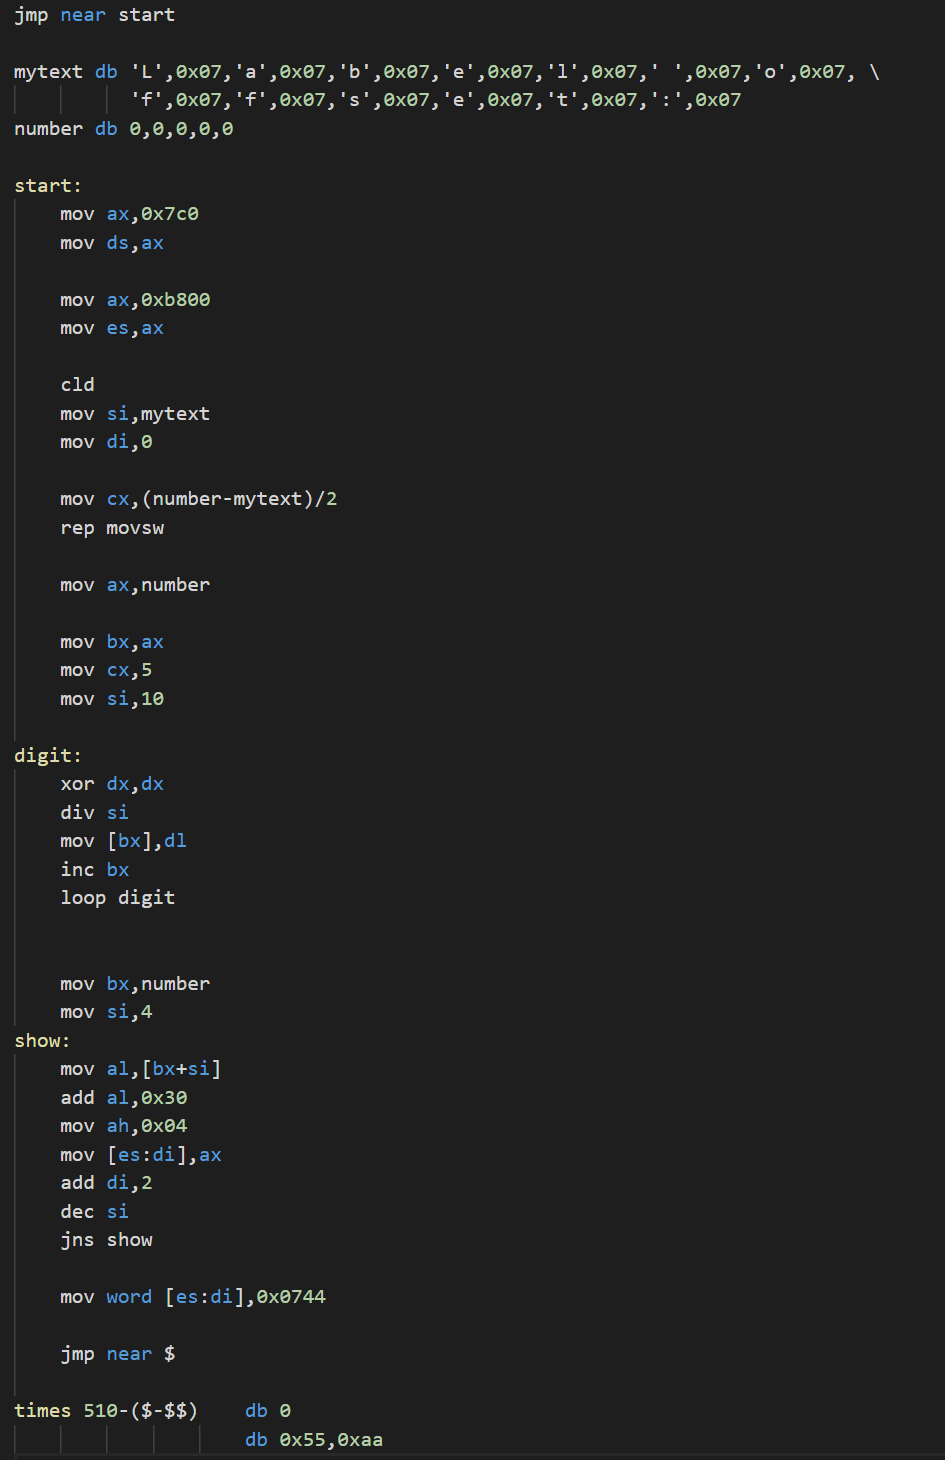 jmp near start
mytext db 'L',0x07,'a',0x07,'b',0x07,'e',0x07,'l',0x07,' ',0x07,'o',0x07, \
'f',0x07,'f',0x07,'s',0x07,'e',0x07,'t',0x07,':',0x07
number db 0,0,0,0,0
start:
mov ax,0x7c0
mov ds,ax
mov ax,0xb800
mov es,ax
cld
mov si,mytext
mov di,0
mov cx,(number-mytext)/2
rep movsw
mov ax,number
mov bx,ax
mov cx,5
mov si,10
digit:
xor dx,dx
div si
mov [bx],dl
inc bx
loop digit
mov bx,number
mov si,4
show:
mov al,[bx+si]
add al,0x30
mov ah,0x04
mov [es:di],ax
add di,2
dec si
jns show
mov word [es:di],0x0744
jmp near $
times 510-($-$$) db 0
db 0x55,0xaa